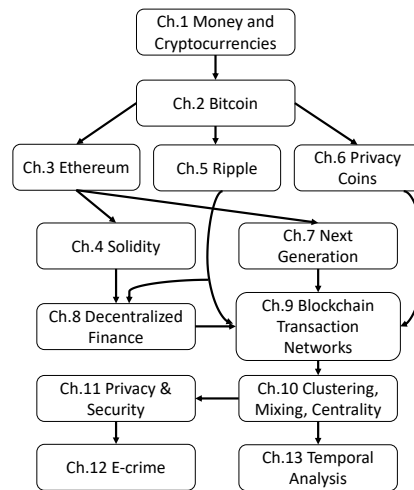 Ch.1 Money and
Cryptocurrencies
Ch.2 Bitcoin
Ch.3 Ethereum
Ch.5 Ripple
Ch.6 Privacy
Coins
Ch.4 Solidity
Ch.7 Next
Generation
Ch.8 Decentralized
Finance
Ch.9 Blockchain
Transaction
Networks
Ch.11 Privacy &
Security
Ch.10 Clustering,
Mixing, Centrality
Ch.12 E-crime
Ch.13 Temporal
Analysis